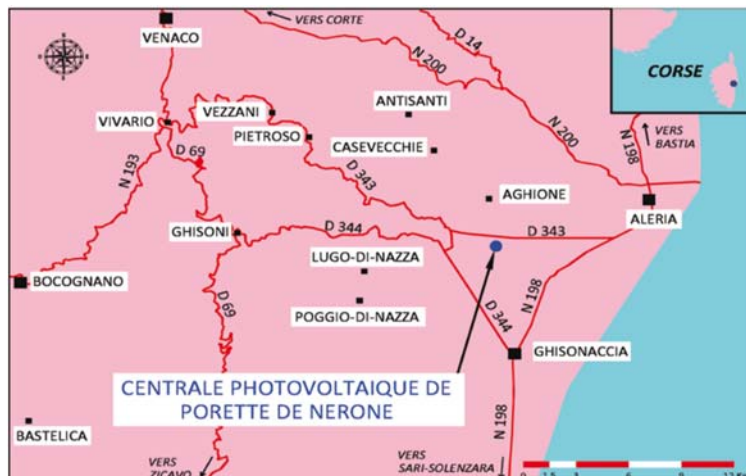 VERS CORTE
VENACO
D 14
N 200
CORSE
ANTISANTI
VEZZANI
VIVARIO
PIETROSO
CASEVECCHIE
N 200
N 198
VERS
BASTIA
N 193
D 69
D 343
AGHIONE
ALERIA
GHISONI
D 344
D 343
LUGO-DI-NAZZA
BOCOGNANO
D 69
POGGIO-DI-NAZZA
D 344
N 198
GHISONACCIA
CENTRALE PHOTOVOLTAIQUE DE
PORETTE DE NERONE
BASTELICA
N 198
VERS
ZICAVO
VERS
SARI-SOLENZARA